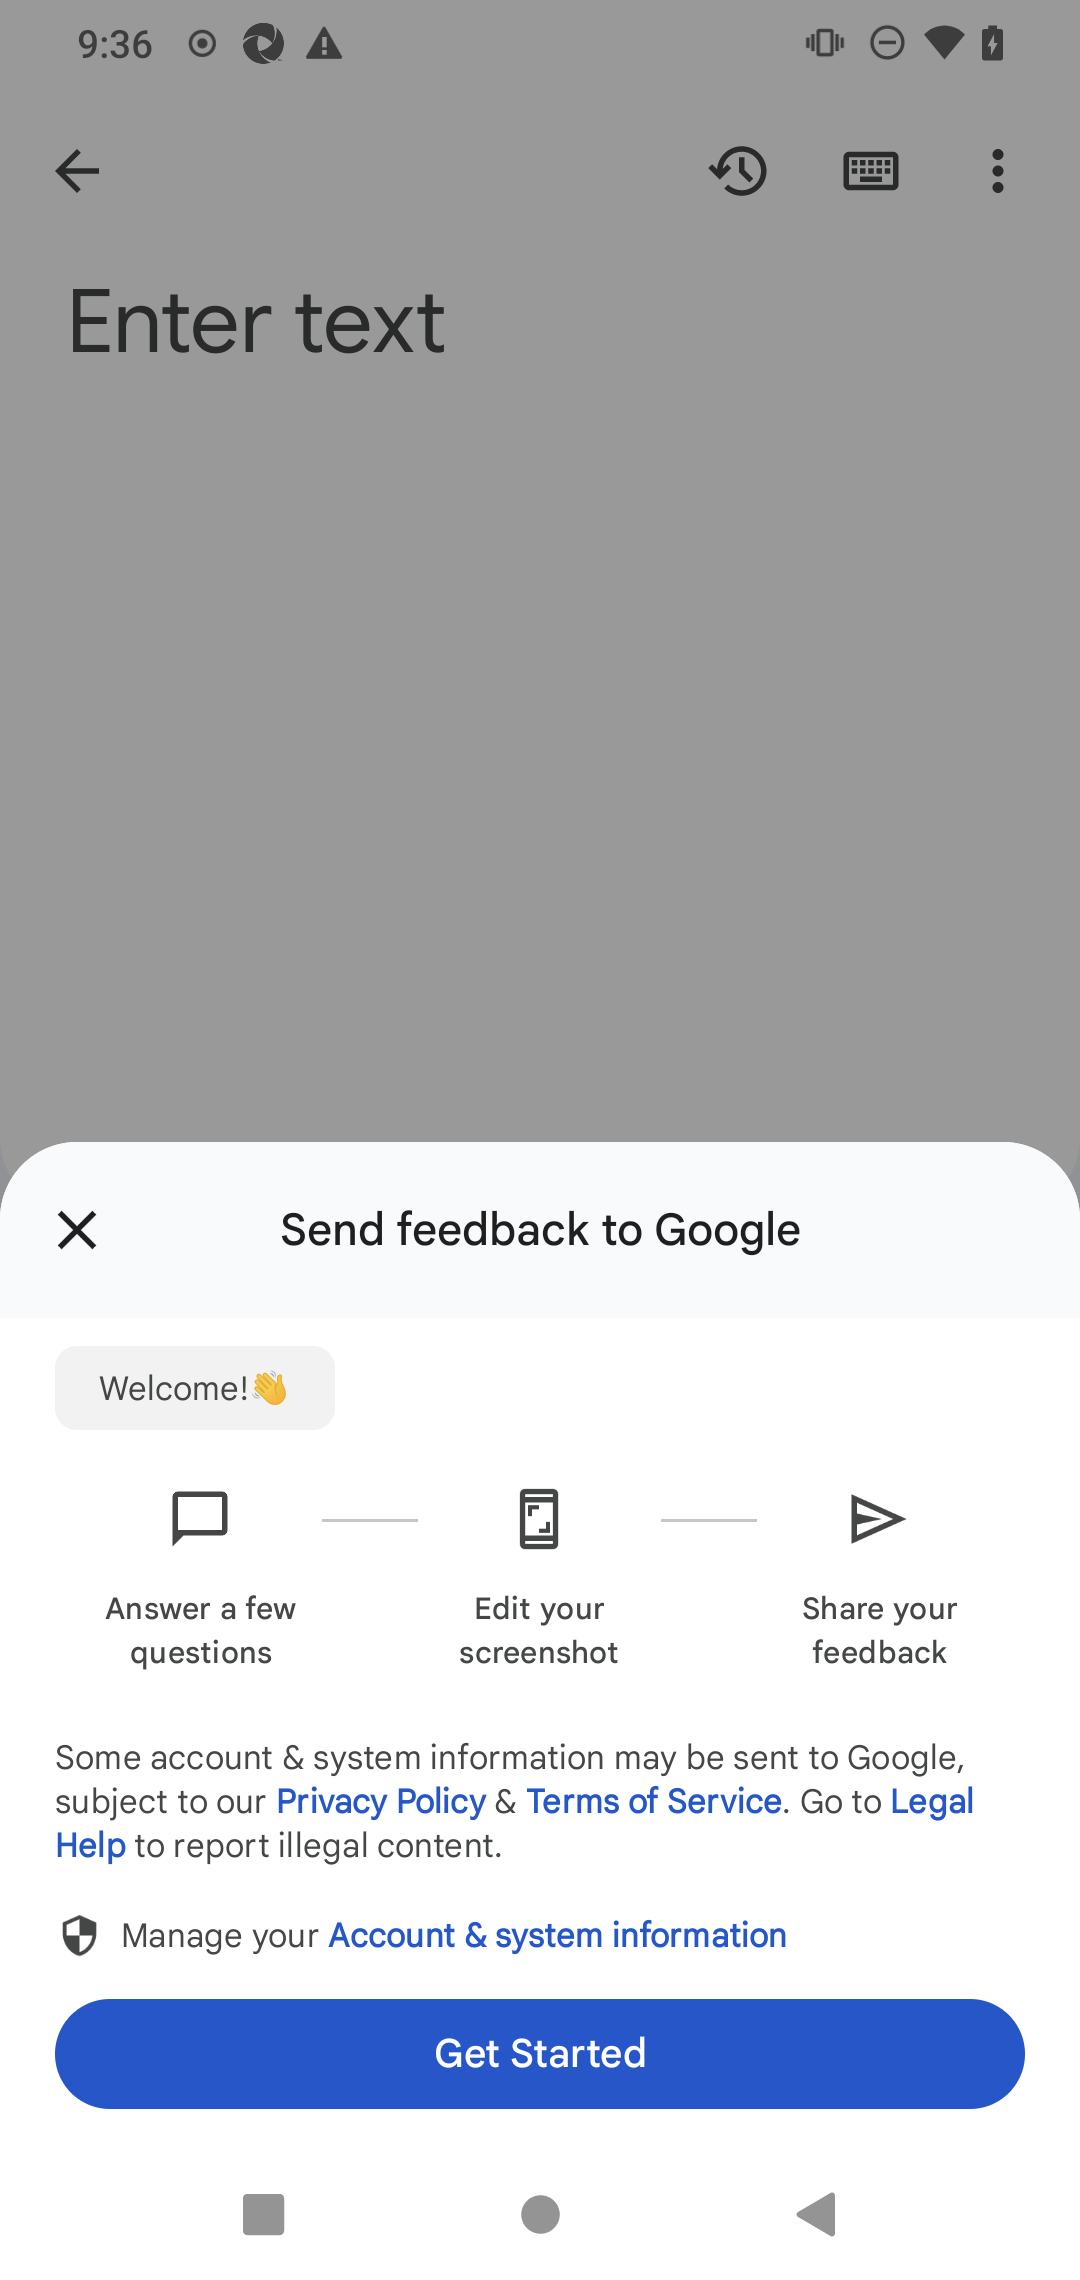 9:36
Enter text
Send feedback to Google
Welcome!👋
Answer a few
questions
Edit your
screenshot
Share your
feedback
Some account & system information may be sent to Google,
subject to our Privacy Policy & Terms of Service. Go to Legal
Help to report illegal content.
Manage your Account & system information
Get Started